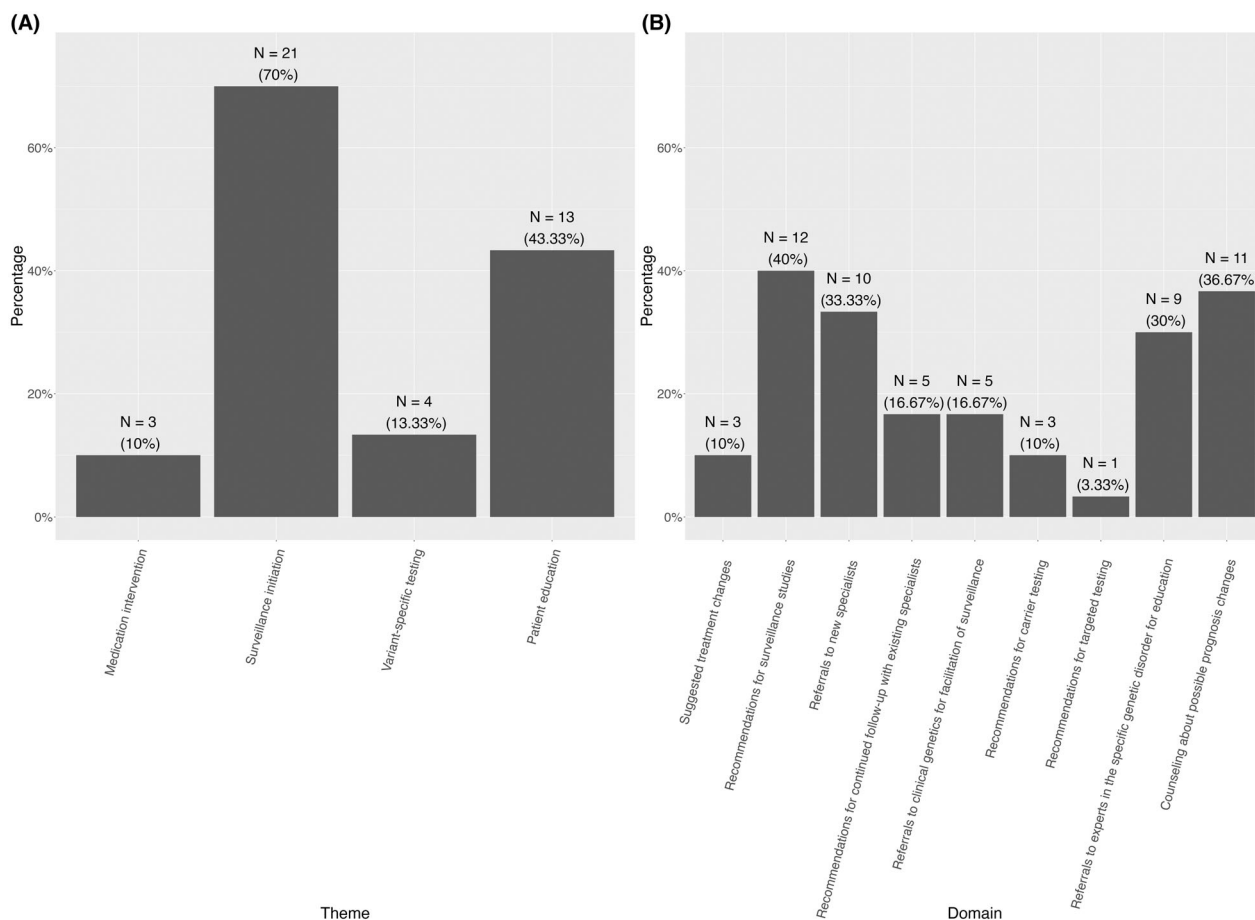 (A)
N = 21
(70%)
N = 13
(43.33%)
N = 4
(13.33%)
N = 3
(10%)
Percentage
60%
40%
20%
0%
Medication intervention
Surveillance initiation
Variant-specific testing
Patient education
Theme
(B)
N = 12
(40%)
N = 11
(36.67%
N = 10
(33.33%)
N = 9
(30%)
N = 5
(16.67%)
N = 5
(16.67%)
N = 3
(10%)
N = 3
(10%)
N = 1
(3.33%)
Percentage
60%
40%
20%
0%
Suggested treatment changes
Recommendations for surveillance studies
Referrals to new specialists
Recommendations for continued follow-up with existing specialists
Referrals to clinical genetics for facilitation of surveillance
Recommendations for carrier testing
Recommendations for targeted testing
Referrals to experts in the specific genetic disorder for education
Counseling about possible prognosis changes
Domain